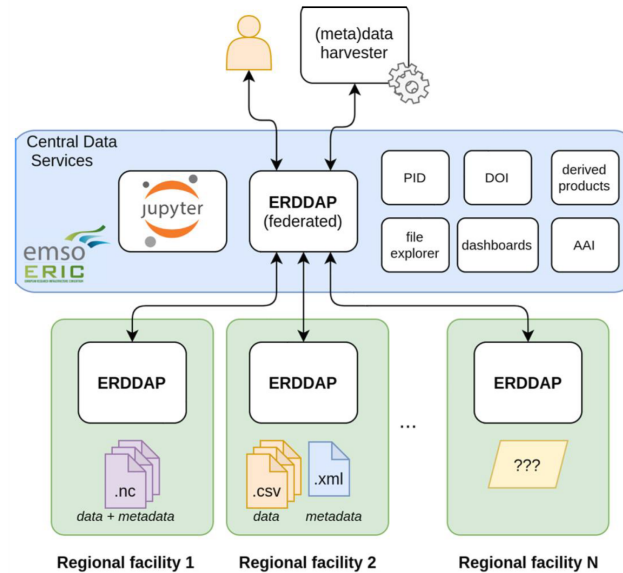 (meta)data
harvester
Central Data
Services
jupyter
ERDDAP
(federated)
PID
DOI
derived
products
file
explorer
dashboards
AAI
emso
ERIC
ERDDAP
ERDDAP
ERDDAP
...
.nc
.csv
.xml
???
data + metadata
data
metadata
Regional facility 1
Regional facility 2
Regional facility N